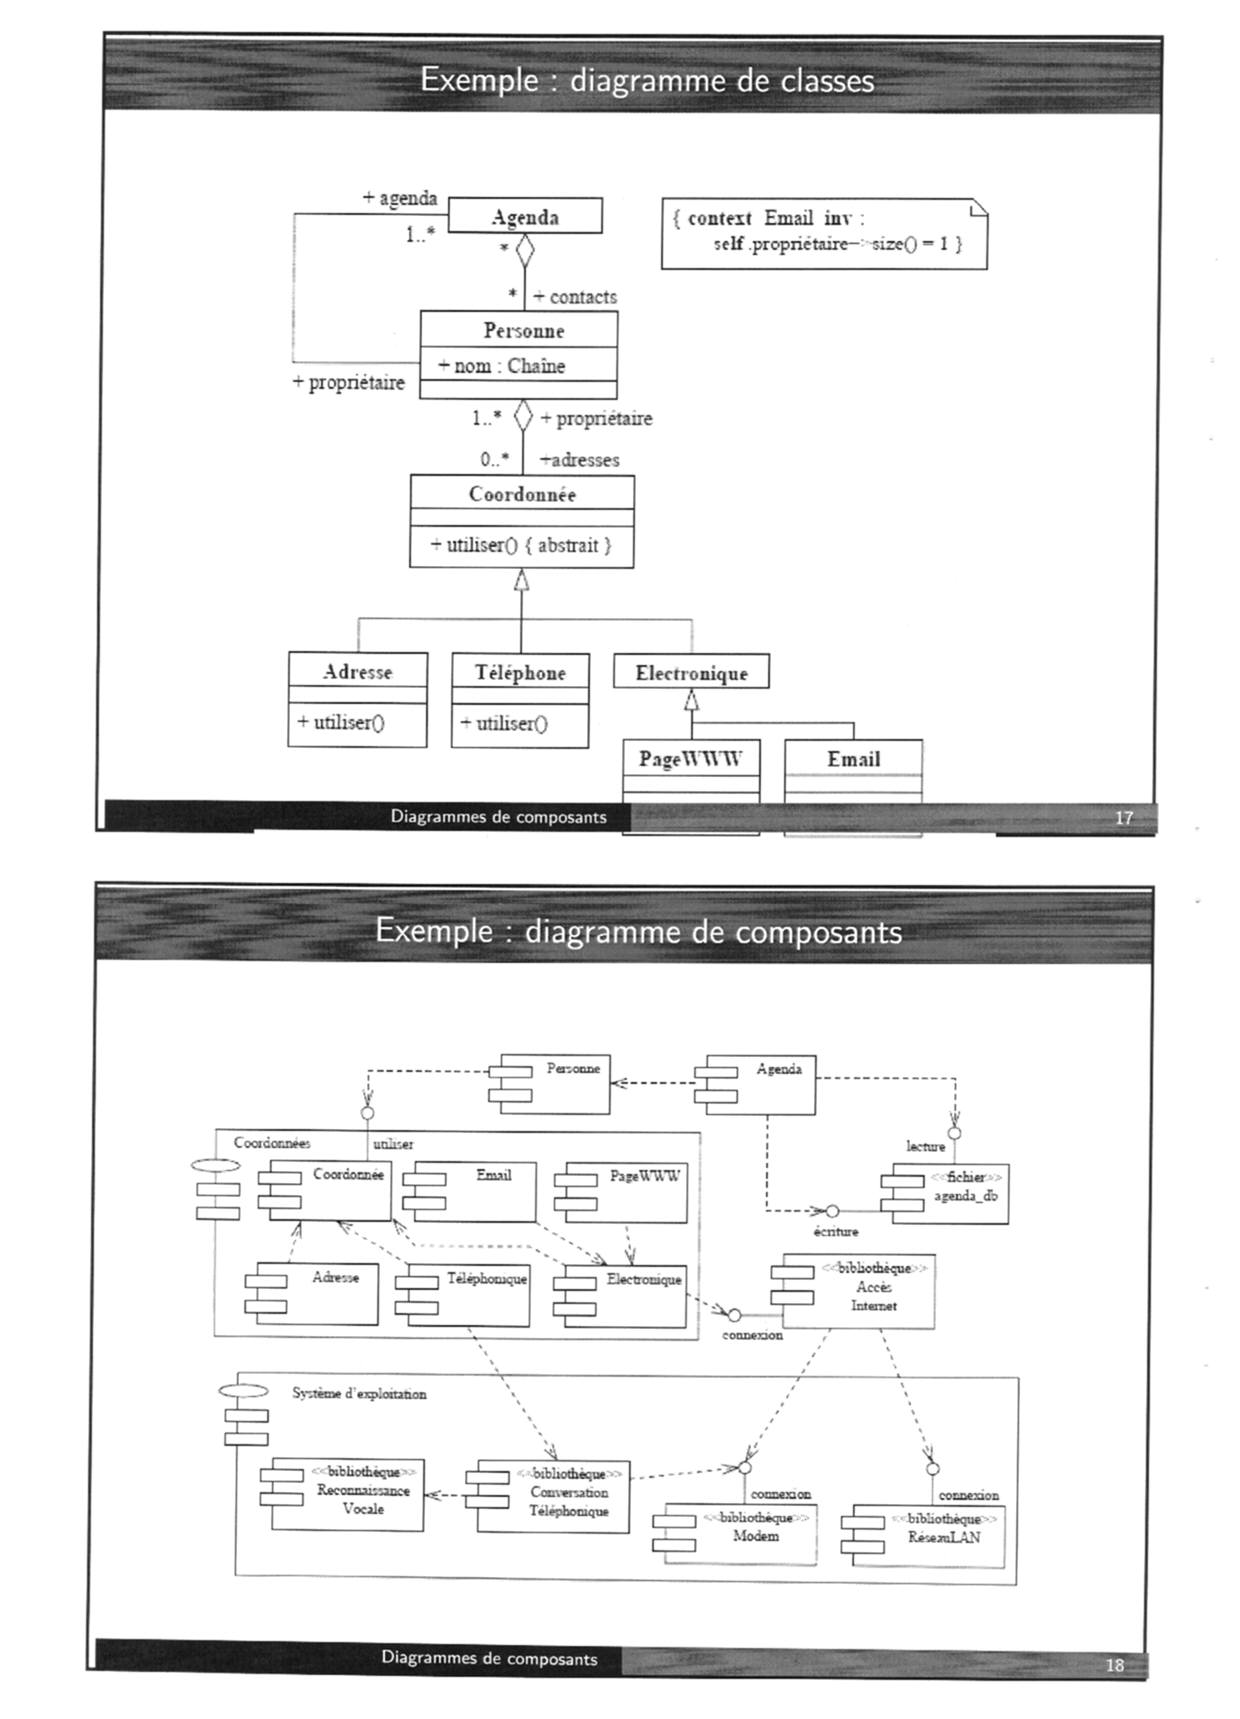 Exemple : diagramme de classes
+ agenda
Agenda
1..*
*
{ context Email inv :
self .propriétaire->size() = 1 }
*
+ contacts
Personne
+ nom : Chaîne
+ propriétaire
1..*
+ propriétaire
0..*
+adresses
Coordonnée
+ utiliser() { abstrait }
Adresse
Téléphone
Electronique
+ utiliser()
+ utiliser()
PageWWW
Email
Diagrammes de composants
17
Exemple : diagramme de composants
Personne
Agenda
Coordonnées
utiliser
lecture
Coordonnée
Email
PageWWW
<<fichier>>
agenda_db
écriture
Adresse
Téléphonique
Electronique
<<bibliothèque>>
Accès
Internet
connexion
Système d'exploitation
<<bibliothèque>>
Reconnaissance
Vocale
<<bibliothèque>>
Conversation
Téléphonique
connexion
<<bibliothèque>>
Modem
connexion
<<bibliothèque>>
RéseauLAN
Diagrammes de composants
18